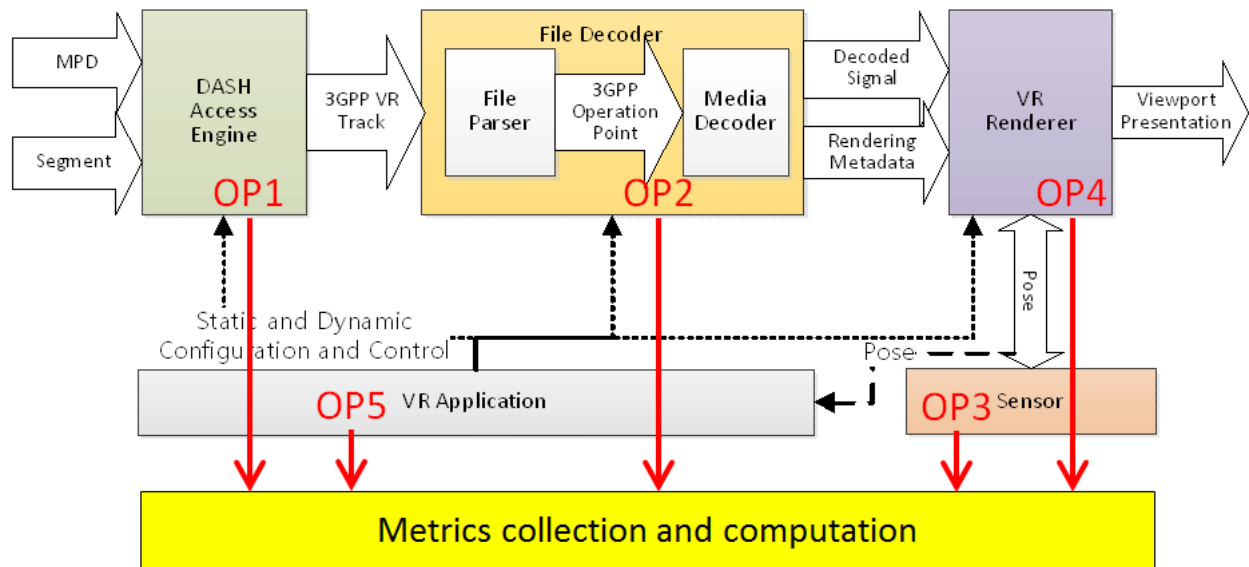 MPD
Segment
DASH
Access
Engine
OP1
3GPP VR
Track
File Decoder
File
Parser
3GPP
Operation
Point
Media
Decoder
OP2
Decoded
Signal
Rendering
Metadata
VR
Renderer
OP4
Viewport
Presentation
Static and Dynamic
Configuration and Control
Pose
Pose
OP5
VR Application
OP3
Sensor
Metrics collection and computation